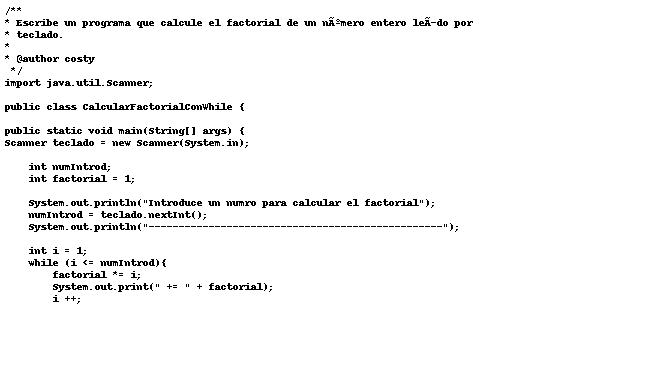 /**
* Escribe un programa que calcule el factorial de un nÃºmero entero leÃ­do por
* teclado.
*
* @author costy
*/
import java.util.Scanner;
public class CalcularFactorialConWhile {
public static void main(String[] args) {
Scanner teclado = new Scanner(System.in);
int numIntrod;
int factorial = 1;
System.out.println("Introduce un numro para calcular el factorial");
numIntrod = teclado.nextInt();
System.out.println("-------------------------------------------------");
int i = 1;
while (i <= numIntrod){
factorial *= i;
System.out.print(" += " + factorial);
i ++;